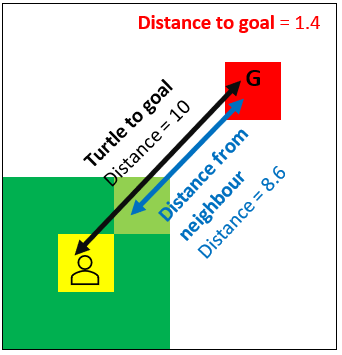 Distance to goal = 1.4
G
Turtle to goal
Distance = 10
Distance from
neighbour
Distance = 8.6